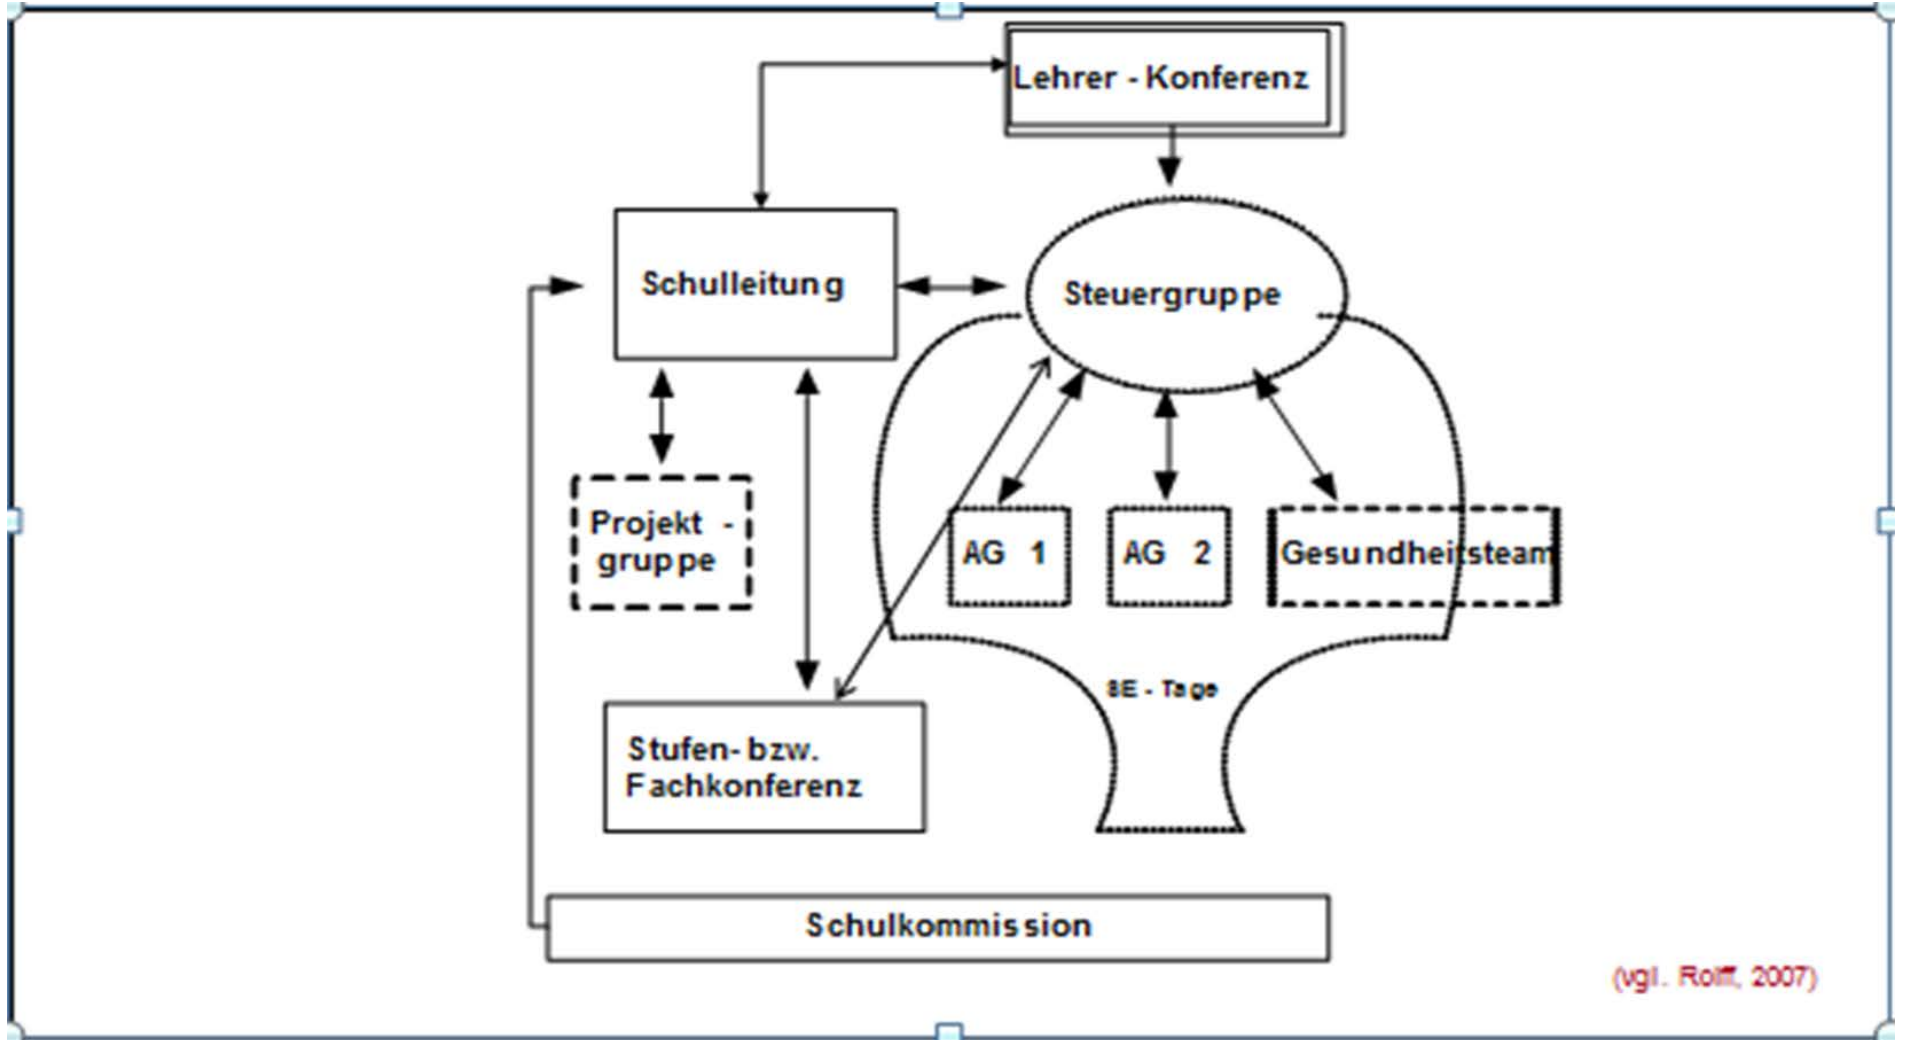 Lehrer - Konferenz
Schulleitung
Steuergruppe
Projekt -
gruppe
AG 1
AG 2
Gesundheitsteam
SE - Tage
Stufen- bzw.
Fachkonferenz
Schulkommission
(vgl. Rolff, 2007)